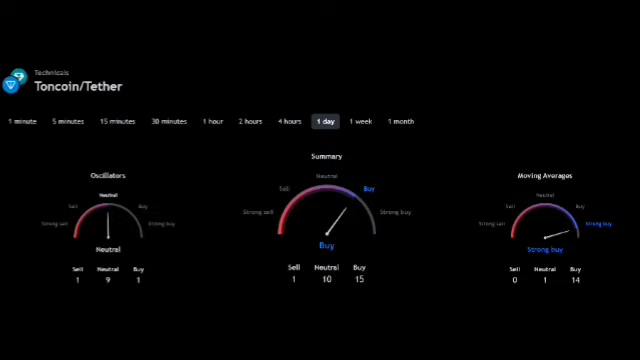 Technicals
Toncoin/Tether
1 minute 5 minutes 15 minutes 30 minutes 1 hour 2 hours 4 hours 1 day 1 week 1 month
Oscillators
Neutral
Sell Buy
Strong sell Strong buy
Neutral
Sell Neutral Buy
1 9 1
Summary
Neutral
Sell Buy
Strong sell Strong buy
Buy
Sell Neutral Buy
1 10 15
Moving Averages
Neutral
Sell Buy
Strong sell Strong buy
Strong buy
Sell Neutral Buy
0 1 14